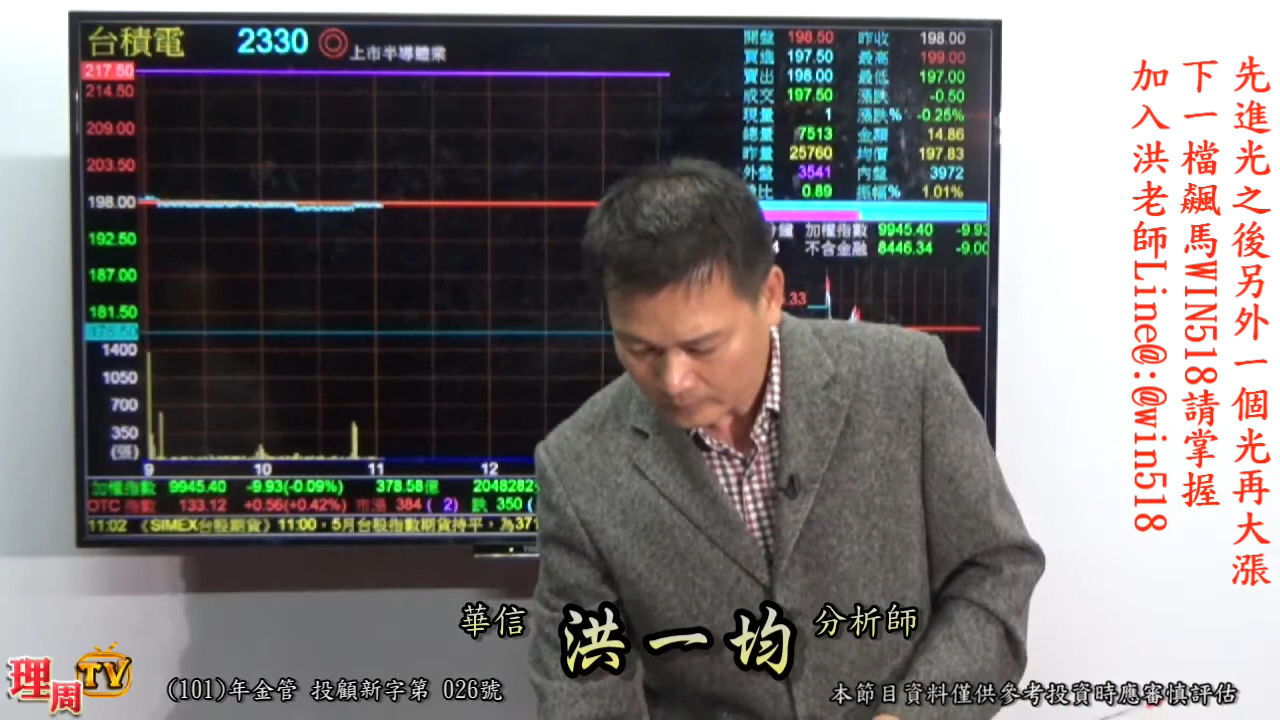 台積電 2330 上市半導體業
217.50
214.50
209.00
203.50
198.00
192.50
187.00
181.50
178.50
1400
1050
700
350
(張)
9 10 11 12
開盤 198.50 昨收 198.00
買進 197.50 最高 199.00
賣出 198.00 最低 197.00
成交 197.50 漲跌 -0.50
現量 1 漲跌% -0.25%
總量 7513 金額 14.86
昨量 25760 均價 197.83
外盤 3541 內盤 3972
比 0.89 振幅% 1.01%
鐘 加權指數 9945.40 -9.93
4 不含金融 8446.34 -9.00
.33
加權指數 9945.40 -9.93(-0.09%) 378.58億 2048282
OTC指數 133.12 +0.56(+0.42%) 市漲 384 ( 2) 跌 350 (
11:02 《SIMEX台股期貨》11:00，5月台股指數期貨持平，為371
先進光之後另外一個光再大漲
下一檔飆馬WIN518請掌握
加入洪老師Line@:@win518
華信 洪一均 分析師
理周TV
(101)年金管 投顧新字第 026號
本節目資料僅供參考投資時應審慎評估